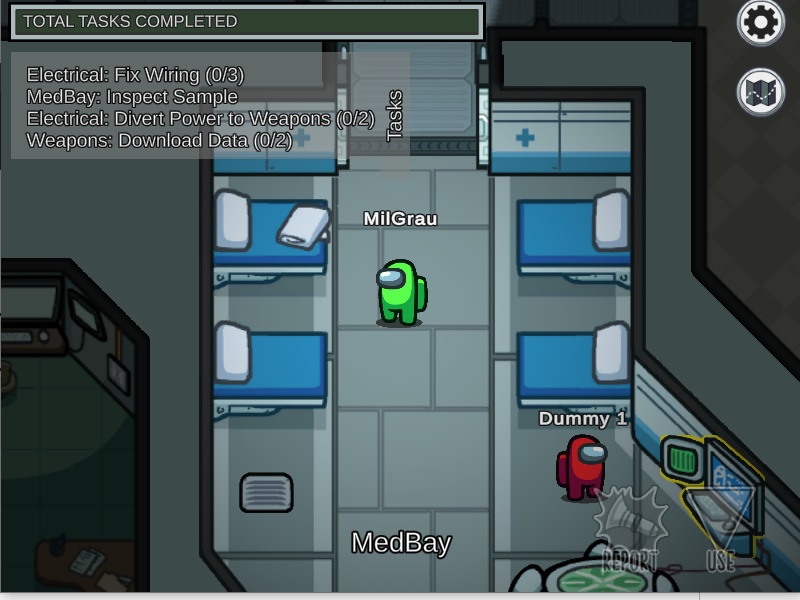 TOTAL TASKS COMPLETED
Electrical: Fix Wiring (0/3)
MedBay: Inspect Sample
Electrical: Divert Power to Weapons (0/2)
Weapons: Download Data (0/2)
Tasks
MilGrau
Dummy 1
MedBay
REPORT
USE